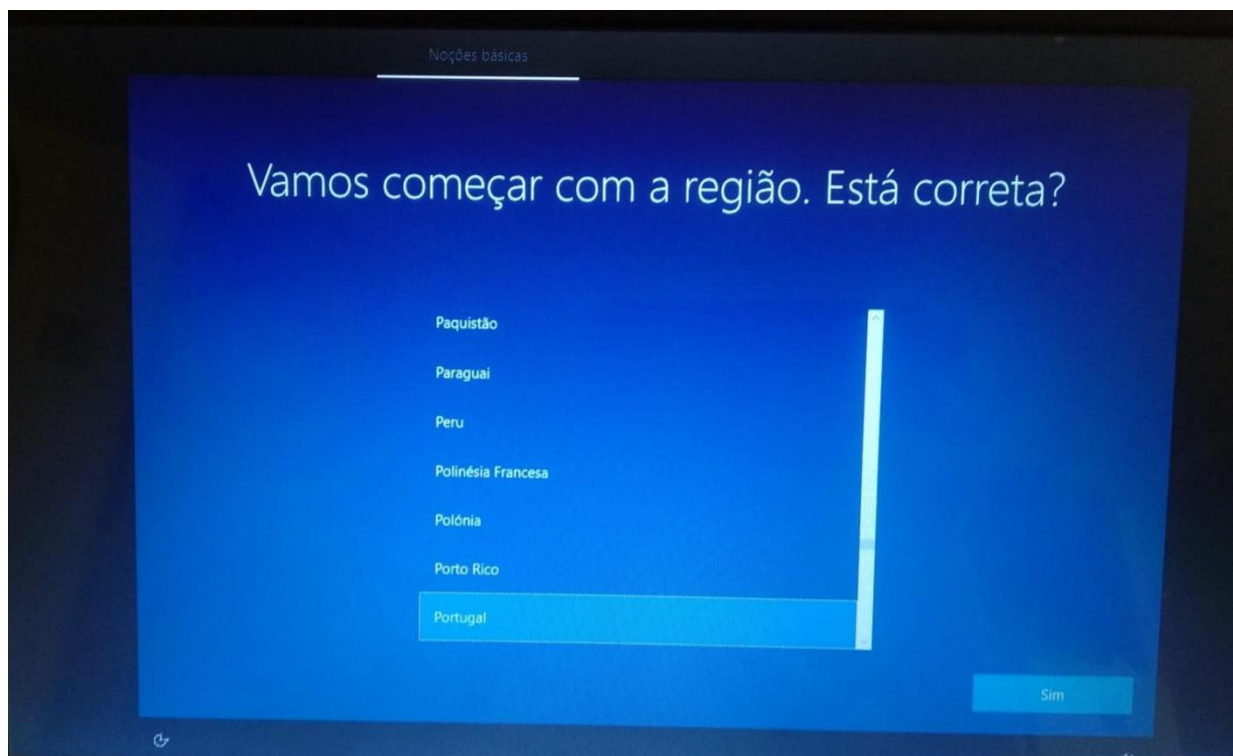 Noções básicas
Vamos começar com a região. Está correta?
Paquistão
Paraguai
Peru
Polinésia Francesa
Polónia
Porto Rico
Portugal
Sim